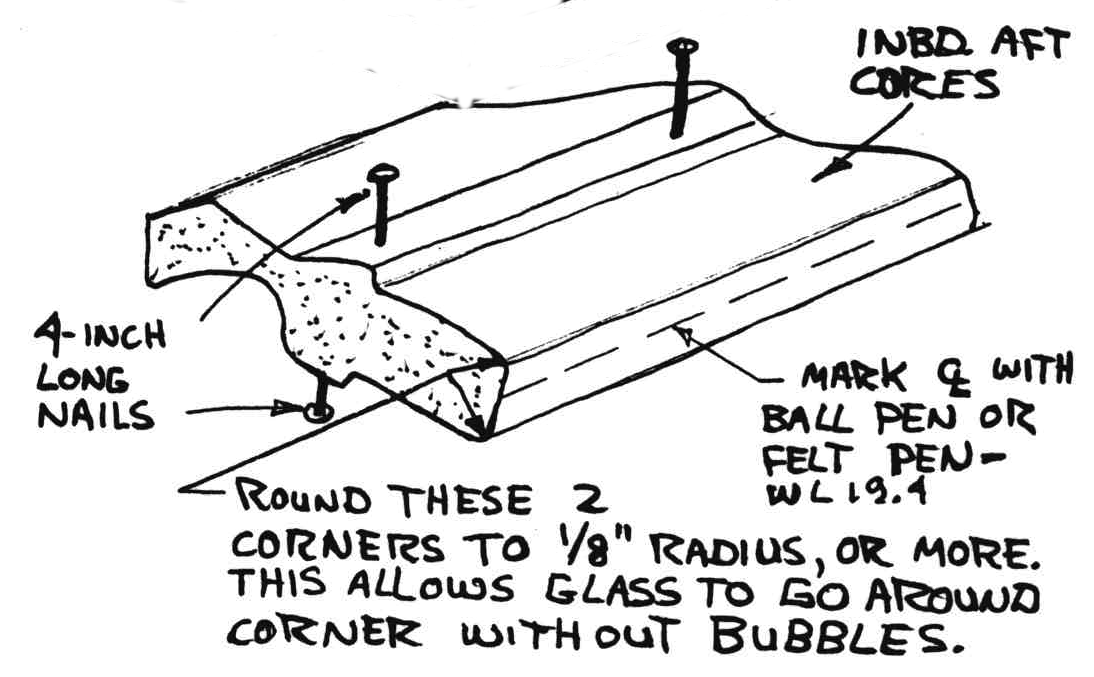 INBD. AFT
CORES
4-INCH
LONG
NAILS
MARK ℄ WITH
BALL PEN OR
FELT PEN-
WL 19.4
ROUND THESE 2
CORNERS TO 1/8" RADIUS, OR MORE.
THIS ALLOWS GLASS TO GO AROUND
CORNER WITHOUT BUBBLES.